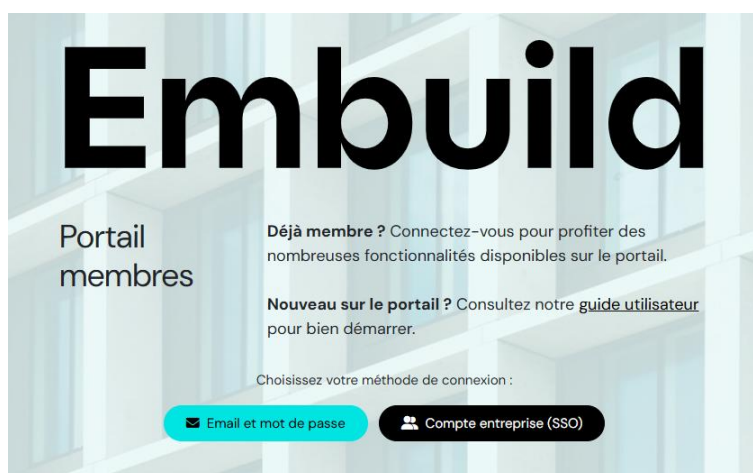 Embuild
Portail
membres
Déjà membre ? Connectez-vous pour profiter des
nombreuses fonctionnalités disponibles sur le portail.
Nouveau sur le portail ? Consultez notre guide utilisateur
pour bien démarrer.
Choisissez votre méthode de connexion :
Email et mot de passe
Compte entreprise (SSO)